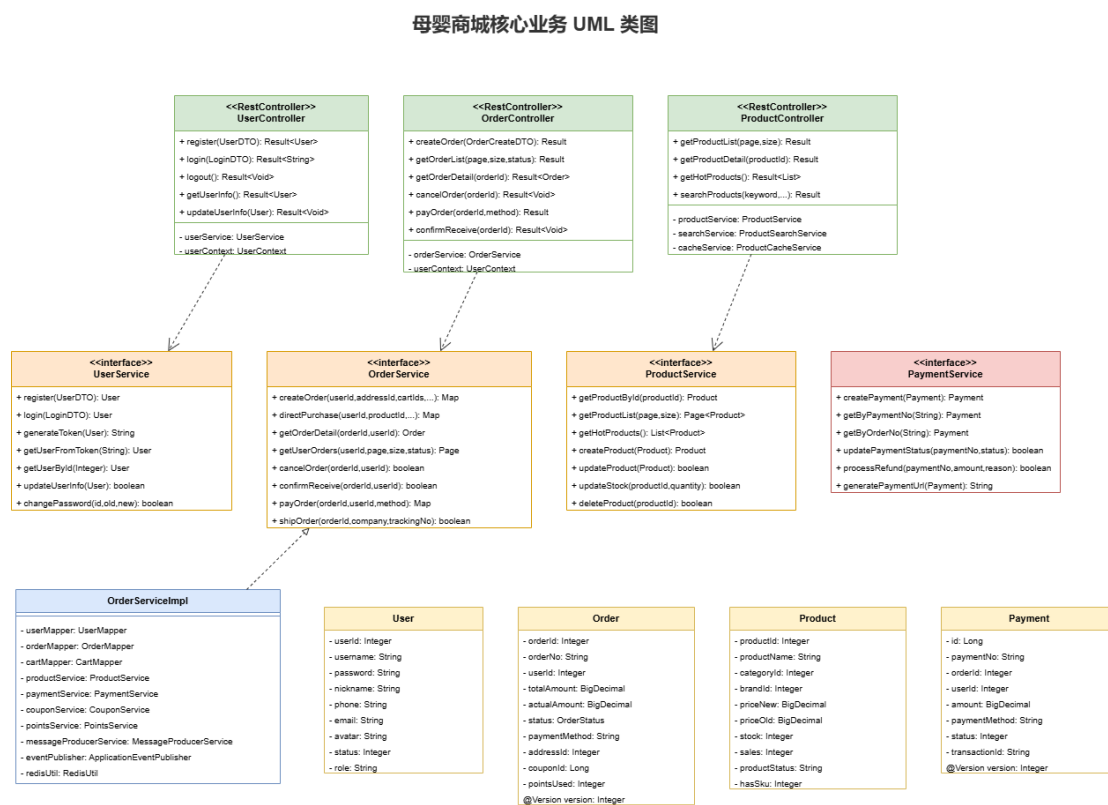 母婴商城核心业务 UML 类图
<<RestController>>
UserController
+ register(UserDTO): Result<User>
+ login(LoginDTO): Result<String>
+ logout(): Result<Void>
+ getUserInfo(): Result<User>
+ updateUserInfo(User): Result<Void>
- userService: UserService
- userContext: UserContext
<<RestController>>
OrderController
+ createOrder(OrderCreateDTO): Result
+ getOrderList(page,size,status): Result
+ getOrderDetail(orderId): Result<Order>
+ cancelOrder(orderId): Result<Void>
+ payOrder(orderId,method): Result
+ confirmReceive(orderId): Result<Void>
- orderService: OrderService
- userContext: UserContext
<<RestController>>
ProductController
+ getProductList(page,size): Result
+ getProductDetail(productId): Result
+ getHotProducts(): Result<List>
+ searchProducts(keyword,...): Result
- productService: ProductService
- searchService: ProductSearchService
- cacheService: ProductCacheService
<<interface>>
UserService
+ register(UserDTO): User
+ login(LoginDTO): User
+ generateToken(User): String
+ getUserFromToken(String): User
+ getUserById(Integer): User
+ updateUserInfo(User): boolean
+ changePassword(id,old,new): boolean
<<interface>>
OrderService
+ createOrder(userId,addressId,cartIds,...): Map
+ directPurchase(userId,productId,...): Map
+ getOrderDetail(orderId,userId): Order
+ getUserOrders(userId,page,size,status): Page
+ cancelOrder(orderId,userId): boolean
+ confirmReceive(orderId,userId): boolean
+ payOrder(orderId,userId,method): Map
+ shipOrder(orderId,company,trackingNo): boolean
<<interface>>
ProductService
+ getProductById(productId): Product
+ getProductList(page,size): Page<Product>
+ getHotProducts(): List<Product>
+ createProduct(Product): Product
+ updateProduct(Product): boolean
+ updateStock(productId,quantity): boolean
+ deleteProduct(productId): boolean
<<interface>>
PaymentService
+ createPayment(Payment): Payment
+ getByPaymentNo(String): Payment
+ getByOrderNo(String): Payment
+ updatePaymentStatus(paymentNo,status): boolean
+ processRefund(paymentNo,amount,reason): boolean
+ generatePaymentUrl(Payment): String
OrderServiceImpl
- userMapper: UserMapper
- orderMapper: OrderMapper
- cartMapper: CartMapper
- productService: ProductService
- paymentService: PaymentService
- couponService: CouponService
- pointsService: PointsService
- messageProducerService: MessageProducerService
- eventPublisher: ApplicationEventPublisher
- redisUtil: RedisUtil
User
- userId: Integer
- username: String
- password: String
- nickname: String
- phone: String
- email: String
- avatar: String
- status: Integer
- role: String
Order
- orderId: Integer
- orderNo: String
- userId: Integer
- totalAmount: BigDecimal
- actualAmount: BigDecimal
- status: OrderStatus
- paymentMethod: String
- addressId: Integer
- couponId: Long
- pointsUsed: Integer
@Version version: Integer
Product
- productId: Integer
- productName: String
- categoryId: Integer
- brandId: Integer
- priceNew: BigDecimal
- priceOld: BigDecimal
- stock: Integer
- sales: Integer
- productStatus: String
- hasSku: Integer
Payment
- id: Long
- paymentNo: String
- orderId: Integer
- userId: Integer
- amount: BigDecimal
- paymentMethod: String
- status: Integer
- transactionId: String
@Version version: Integer